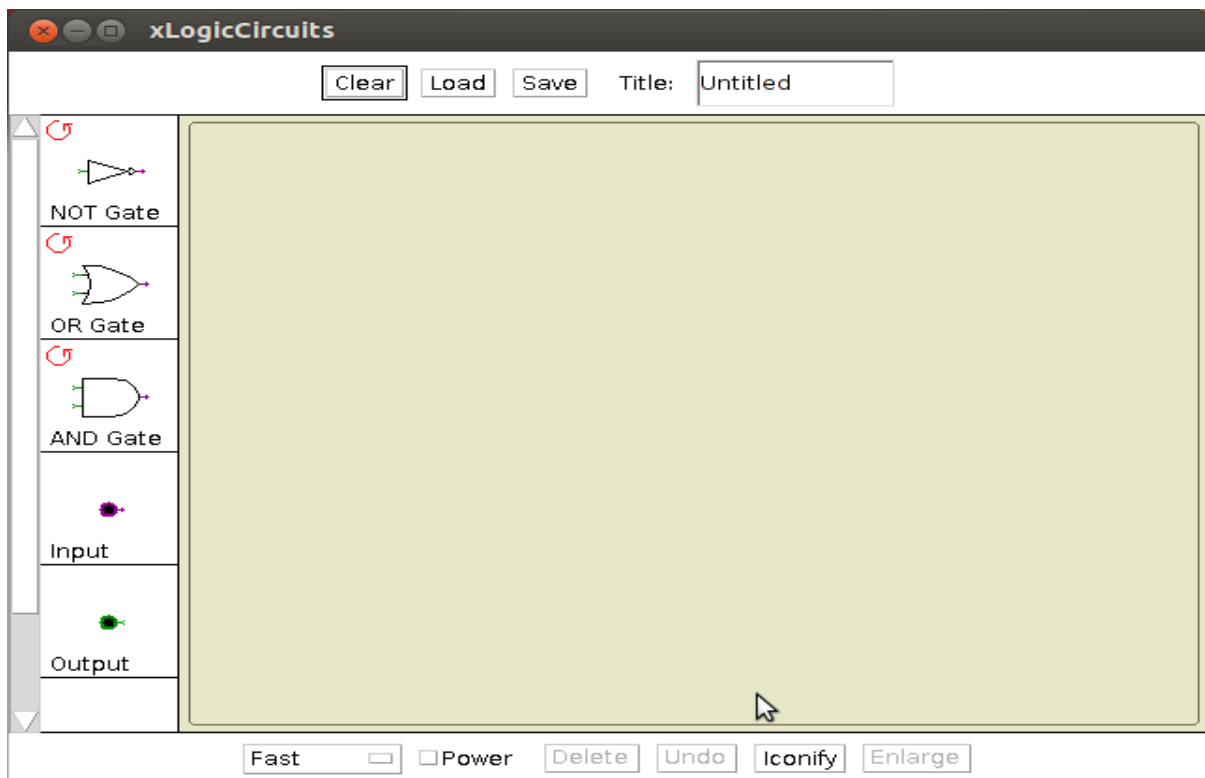 xLogicCircuits
Clear Load Save Title: Untitled
NOT Gate
OR Gate
AND Gate
Input
Output
Fast Power Delete Undo Iconify Enlarge